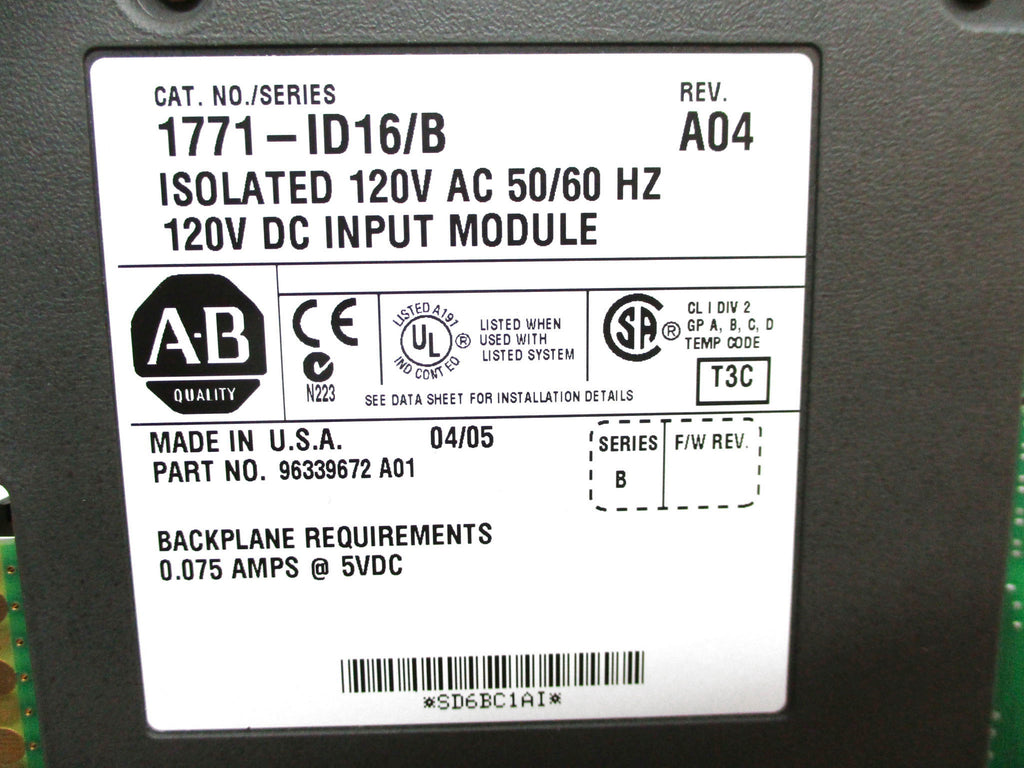 CAT. NO./SERIES
REV.
1771-ID16/B
A04
ISOLATED 120V AC 50/60 HZ
120V DC INPUT MODULE
A·B
QUALITY
CE
N223
LISTED A191
UL ®
IND CONT EQ
LISTED WHEN
USED WITH
LISTED SYSTEM
SA ®
CL I DIV 2
GP A, B, C, D
TEMP CODE
T3C
SEE DATA SHEET FOR INSTALLATION DETAILS
MADE IN U.S.A. 04/05
PART NO. 96339672 A01
SERIES
B
F/W REV.
BACKPLANE REQUIREMENTS
0.075 AMPS @ 5VDC
*SD6BC1AI*